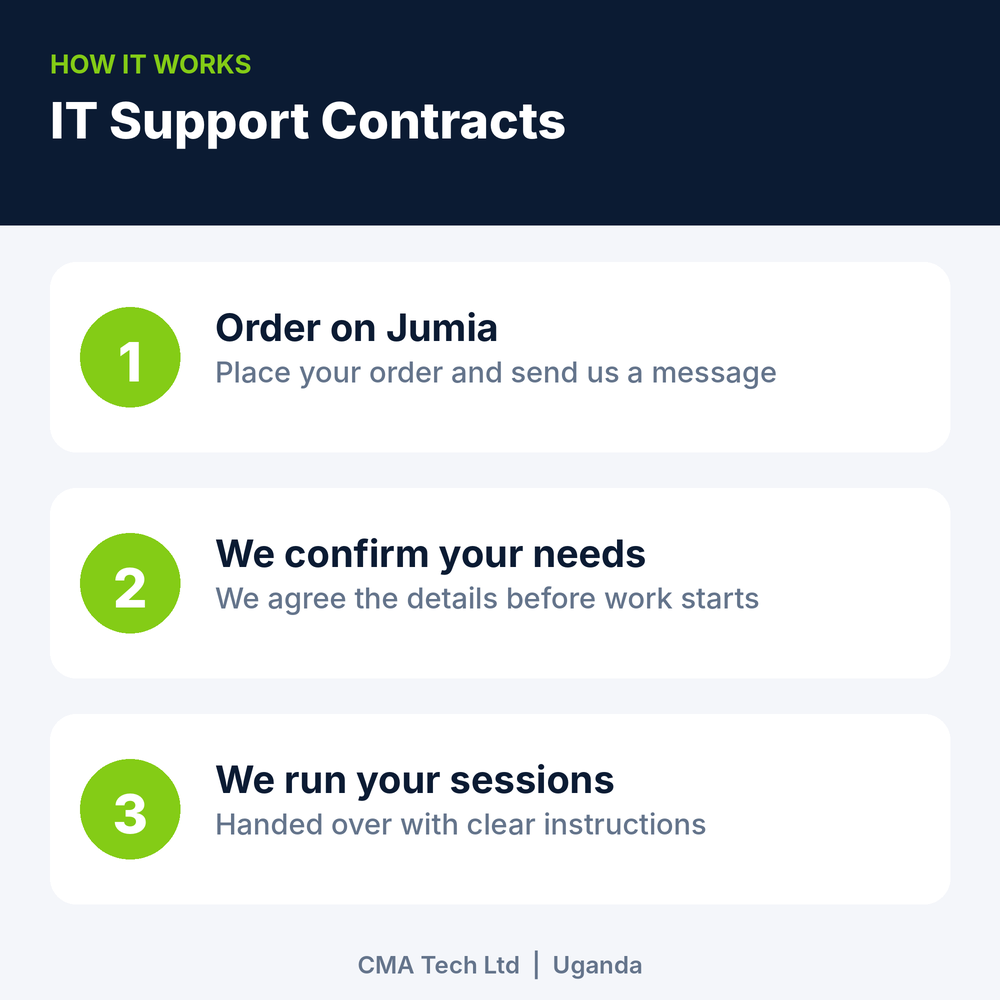 HOW IT WORKS
IT Support Contracts
1
Order on Jumia
Place your order and send us a message
2
We confirm your needs
We agree the details before work starts
3
We run your sessions
Handed over with clear instructions
CMA Tech Ltd | Uganda